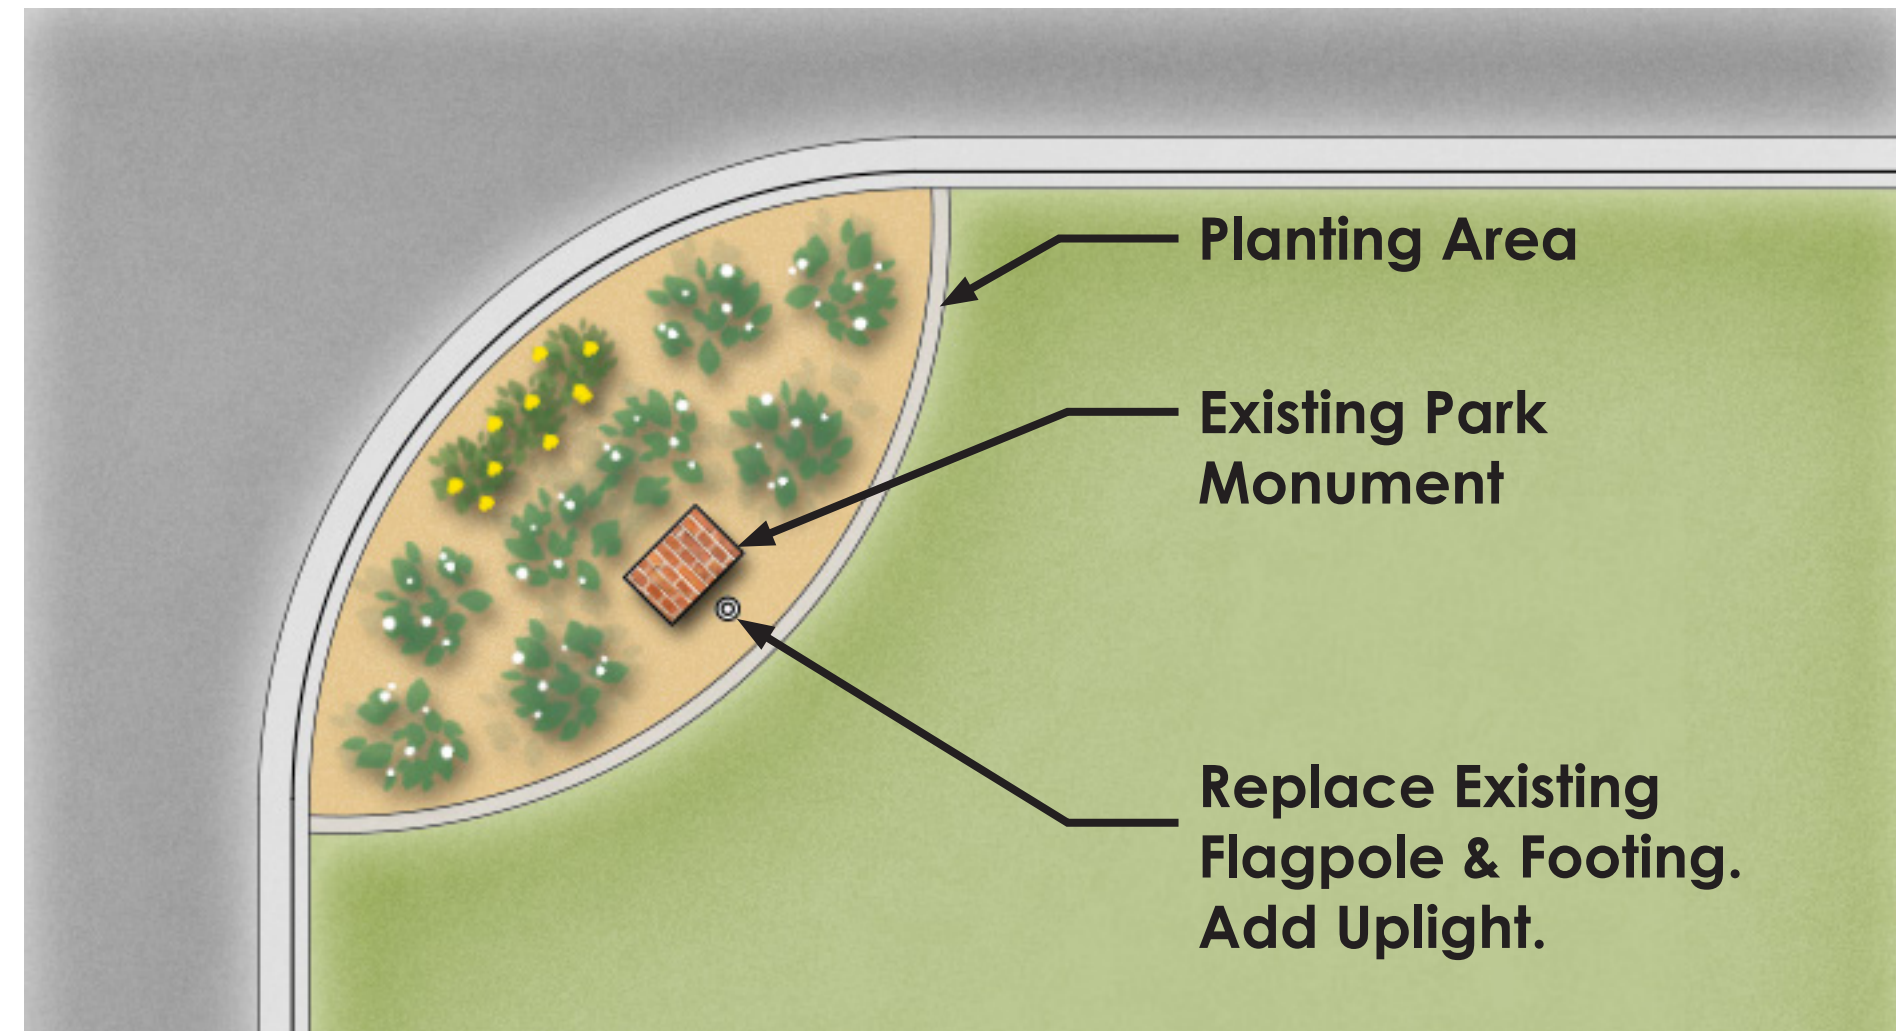 Planting Area
Existing Park
Monument
Replace Existing
Flagpole & Footing.
Add Uplight.